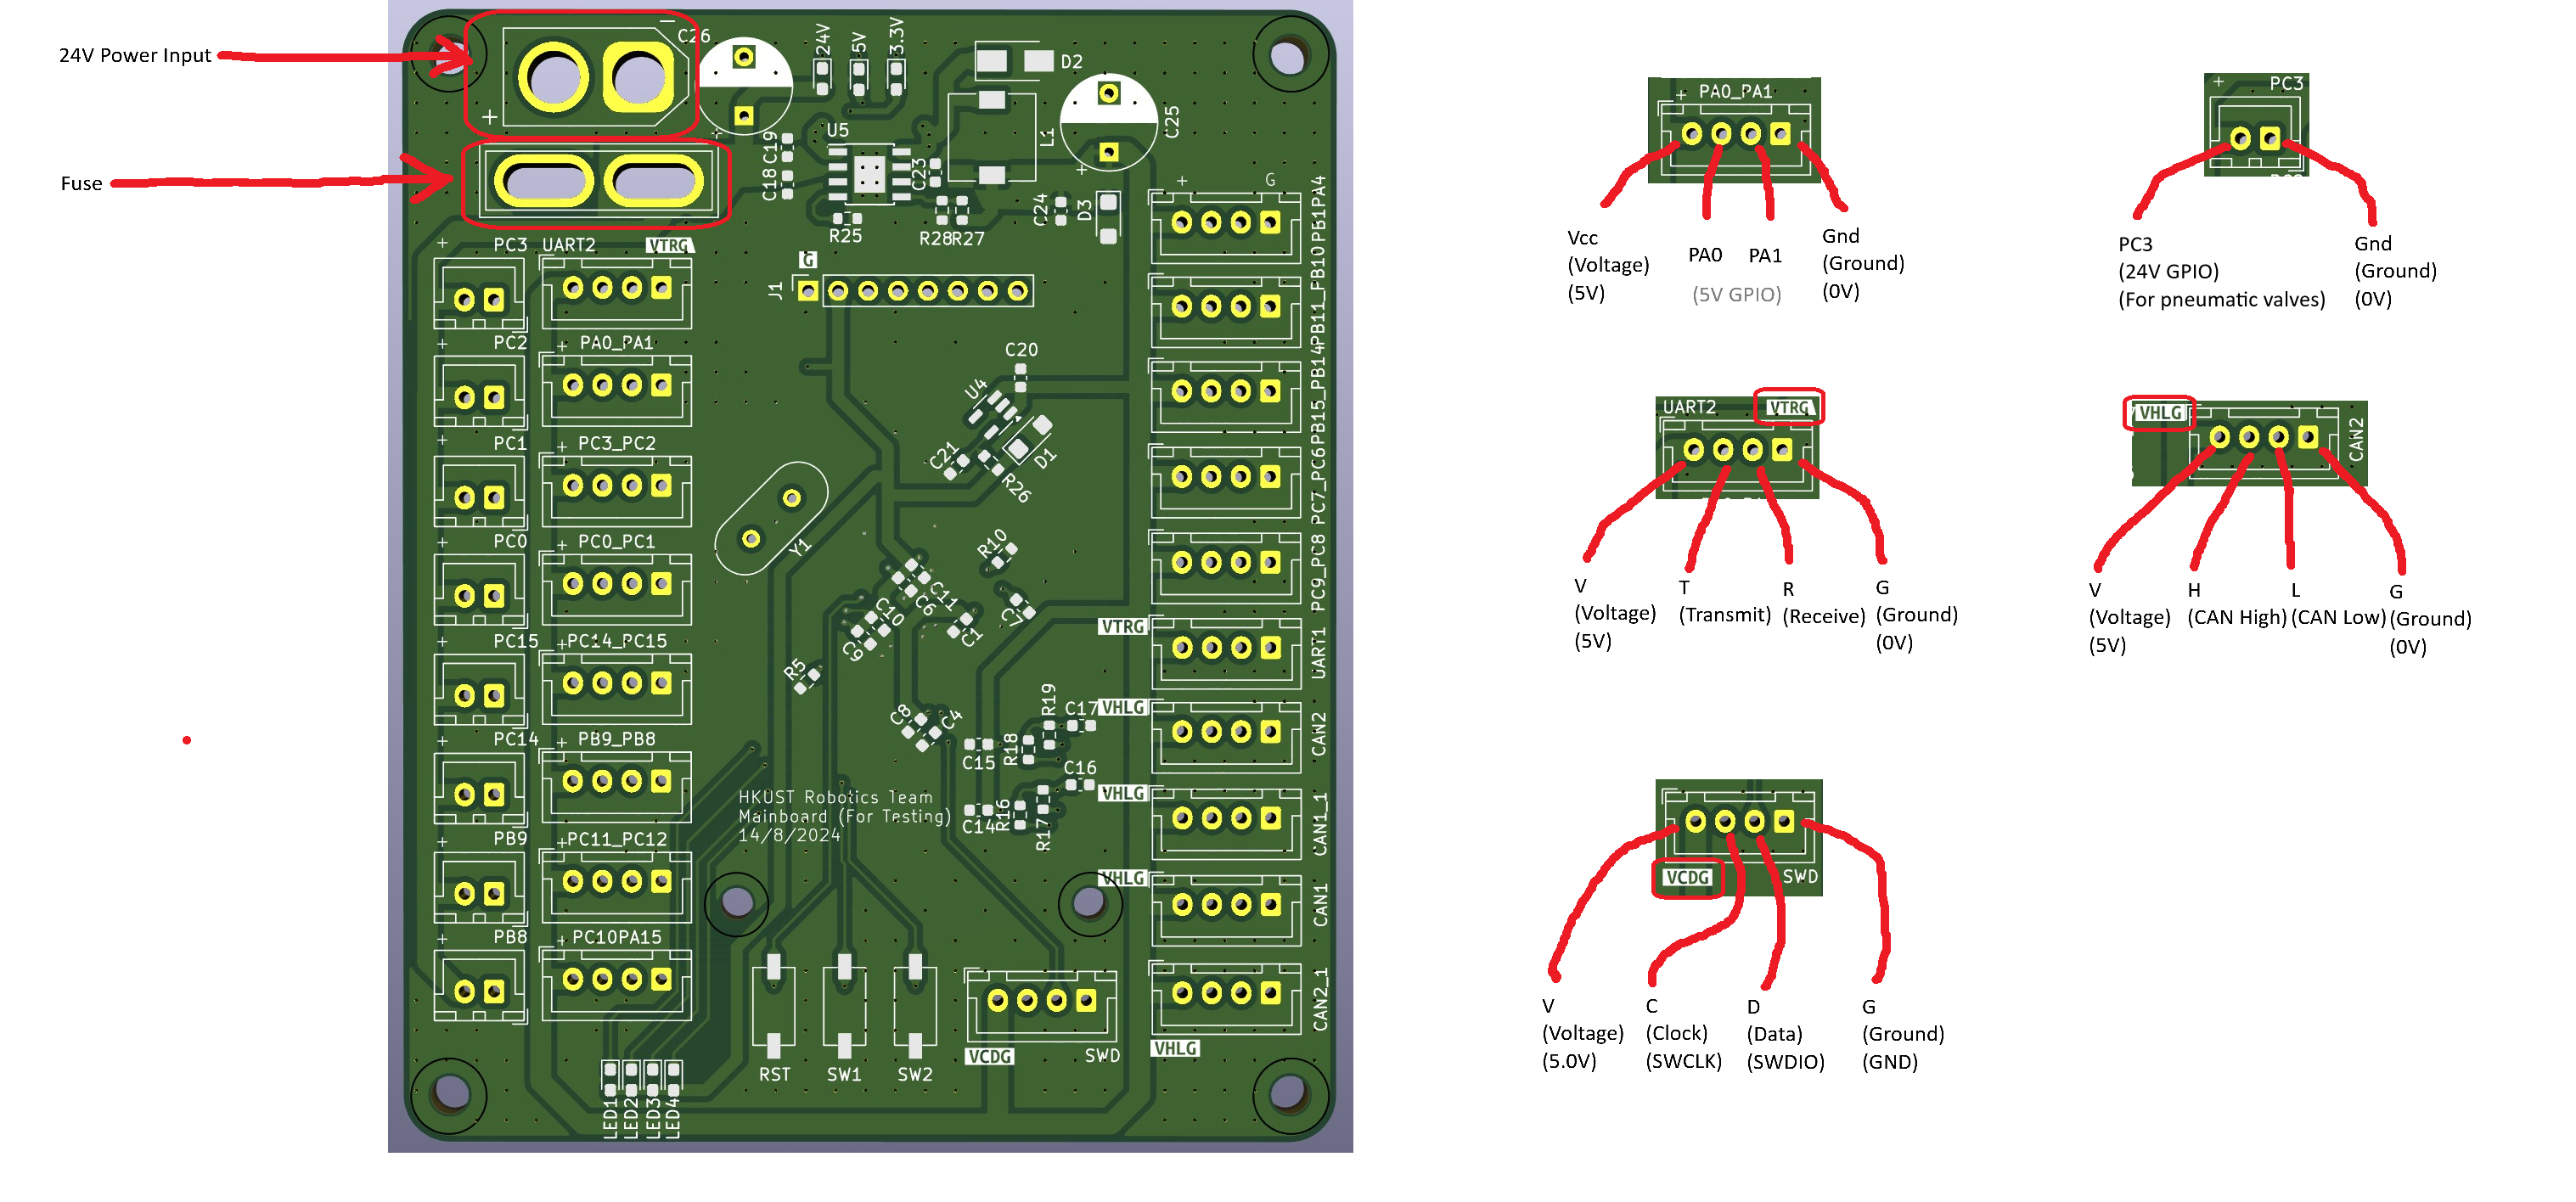 24V Power Input
Fuse
C26
24V
5V
3.3V
D2
C25
L1
U5
C19
C18
C23
R25
R28
R27
C24
D3
+
-
+ G
PB1PA4
PB11_PB10
PB15_PB14
PC7_PC6
PC9_PC8
VTRG
UART1
VHLG
CAN2
VHLG
CAN1_1
VHLG
CAN1
CAN2_1
VHLG
+ PC3
UART2 VTRG
+ PC2
+ PA0_PA1
+ PC1
+ PC3_PC2
+ PC0
+ PC0_PC1
+ PC15
+PC14_PC15
+ PC14
+ PB9_PB8
+ PB9
+PC11_PC12
+ PB8
+ PC10PA15
G
J1
C20
U4
D1
C21
R26
Y1
R10
C11
C6
C10
C9
C1
C7
R5
C8
C4
R19
C17
R18
C15
C16
C14
R16
R17
HKUST Robotics Team
Mainboard (For Testing)
14/8/2024
RST
SW1
SW2
VCDG
SWD
LED1
LED2
LED3
LED4
+ PA0_PA1
Vcc
(Voltage)
(5V)
PA0
PA1
(5V GPIO)
Gnd
(Ground)
(0V)
+ PC3
PC3
(24V GPIO)
(For pneumatic valves)
Gnd
(Ground)
(0V)
UART2 VTRG
V
(Voltage)
(5V)
T
(Transmit)
R
(Receive)
G
(Ground)
(0V)
VHLG
CAN2
V
(Voltage)
(5V)
H
(CAN High)
L
(CAN Low)
G
(Ground)
(0V)
VCDG
SWD
V
(Voltage)
(5.0V)
C
(Clock)
(SWCLK)
D
(Data)
(SWDIO)
G
(Ground)
(GND)